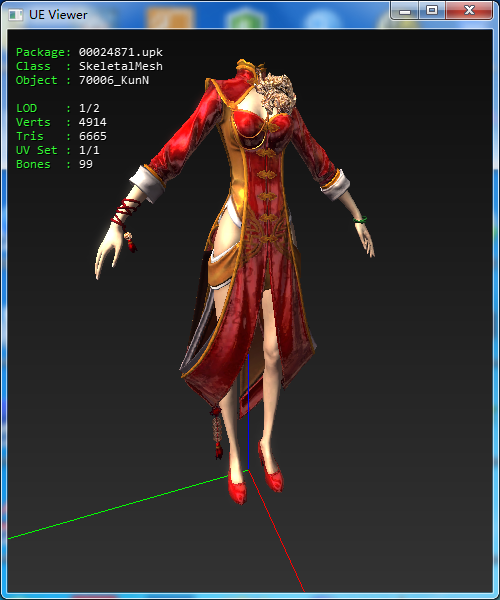 UE Viewer
Package: 00024871.upk
Class : SkeletalMesh
Object : 70006_KunN
LOD : 1/2
Verts : 4914
Tris : 6665
UV Set : 1/1
Bones : 99